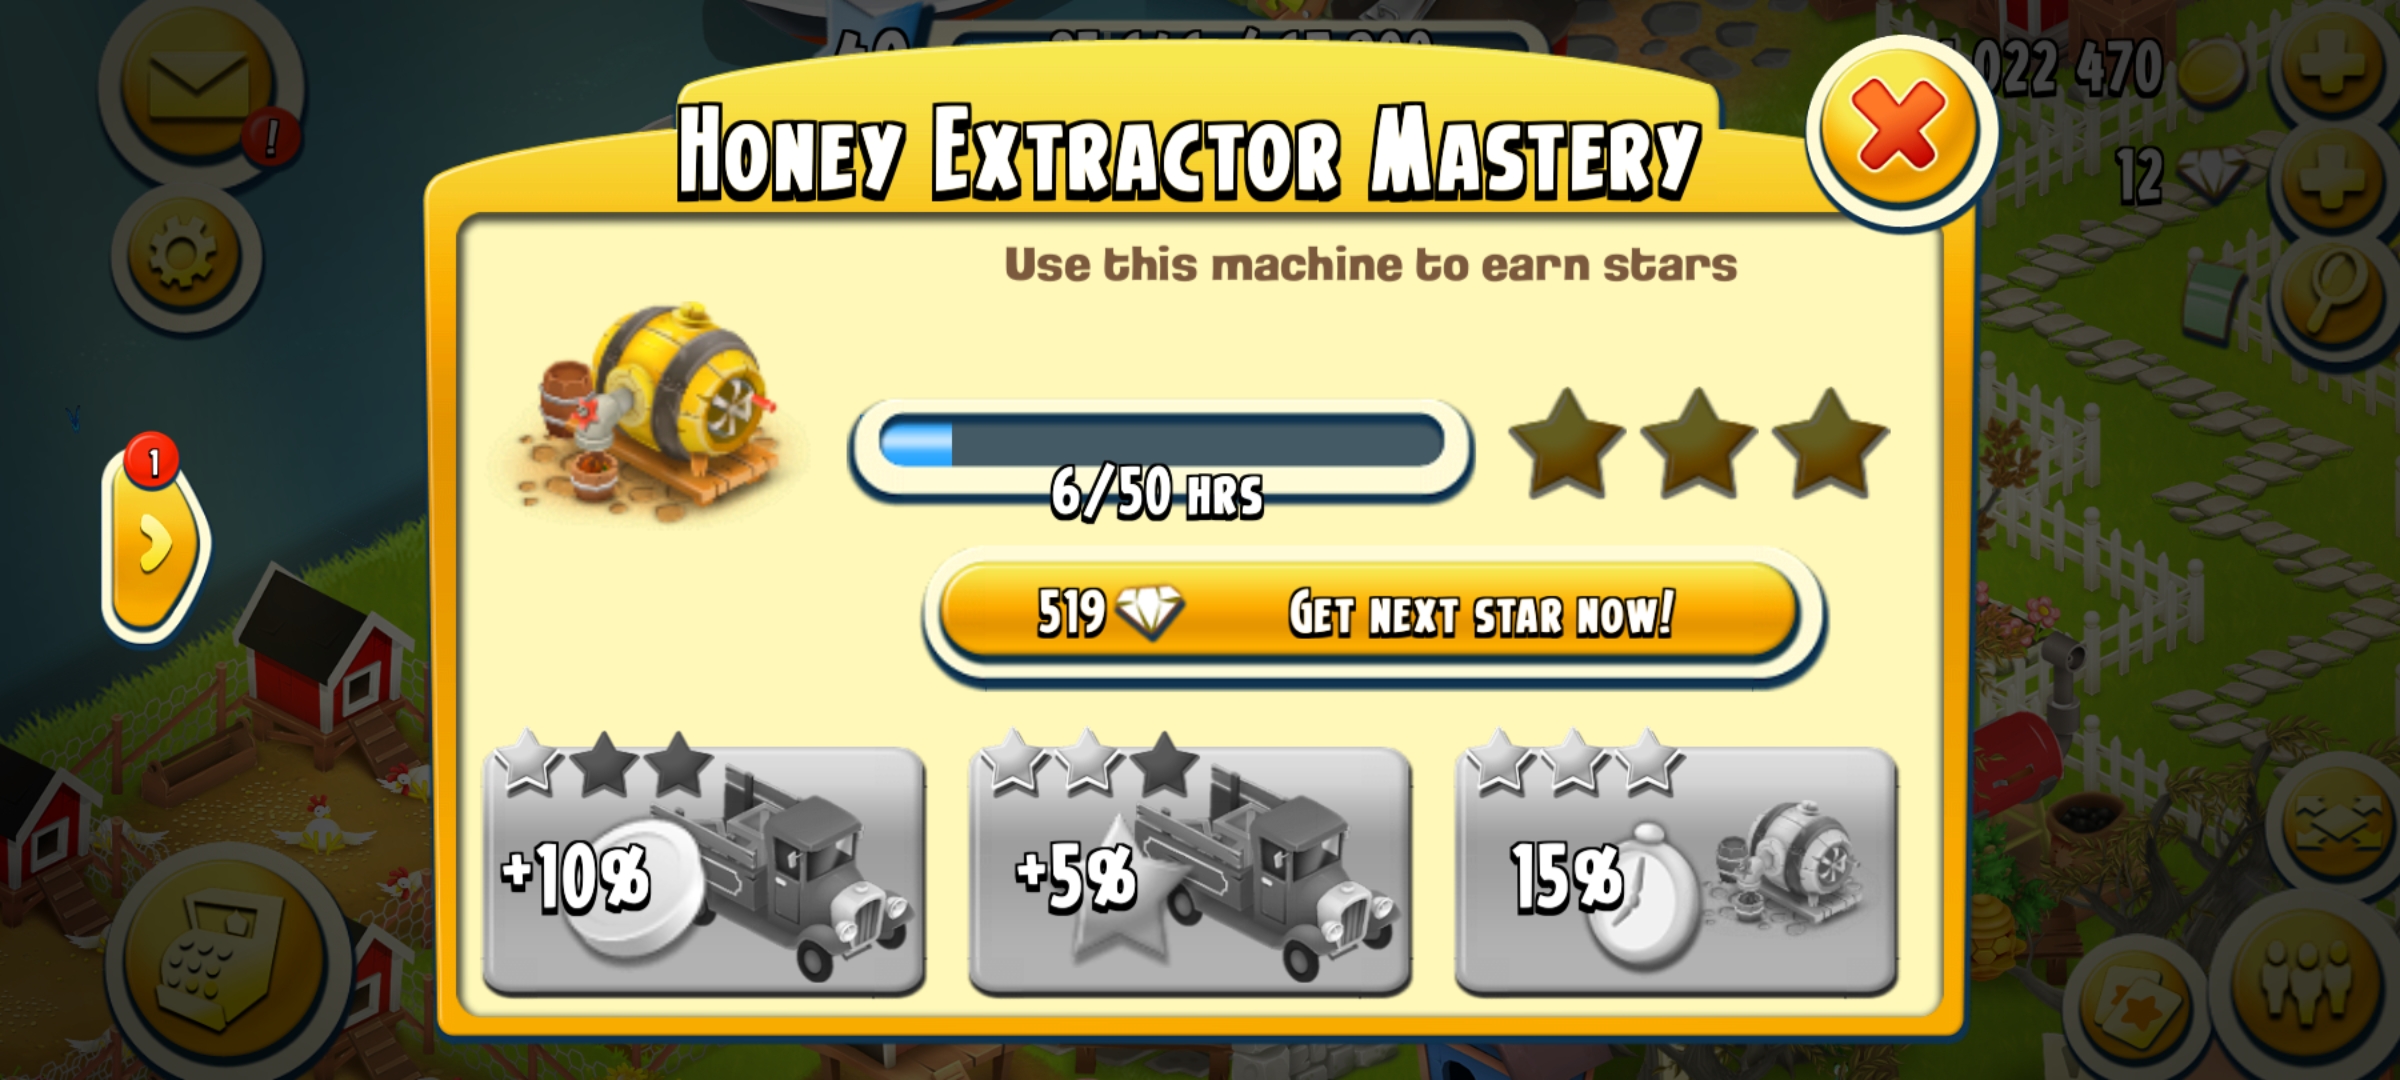 HONEY EXTRACTOR MASTERY
022 470
12
!
Use this machine to earn stars
1
6/50 HRS
519 GET NEXT STAR NOW!
+10%
+5%
15%